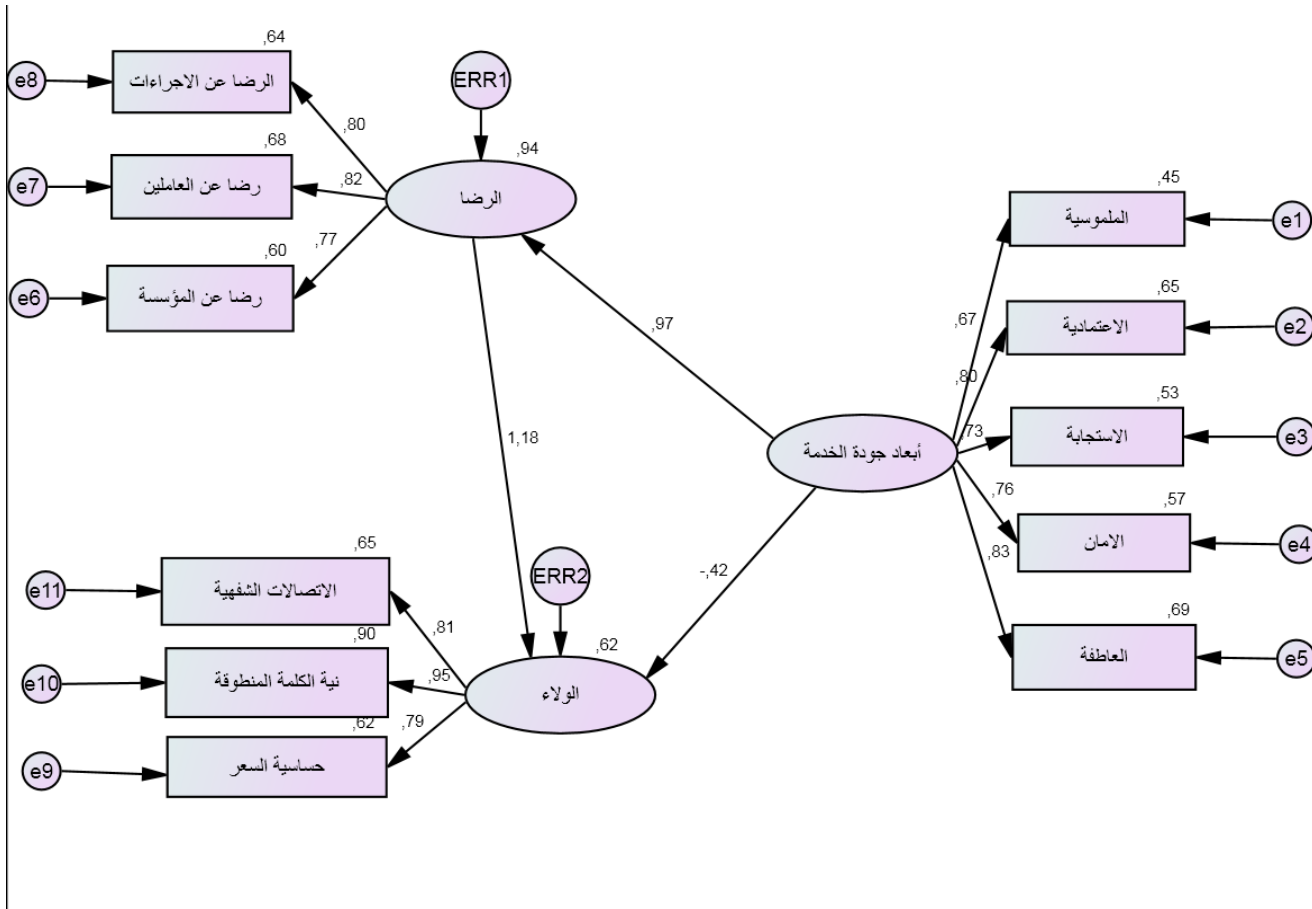 ,64
e8
الرضا عن الاجراءات
ERR1
,80
,68
,94
e7
رضا عن العاملين
,82
الرضا
,45
الملموسية
e1
,77
,60
e6
رضا عن المؤسسة
,65
,97
,67
الاعتمادية
e2
,80
,53
1,18
,73
الاستجابة
e3
أبعاد جودة الخدمة
,76
,57
الامان
e4
,83
,65
-,42
ERR2
e11
الاتصالات الشفهية
,69
,81
,90
,62
العاطفة
e5
e10
نية الكلمة المنطوقة
,95
الولاء
,62
,79
e9
حساسية السعر